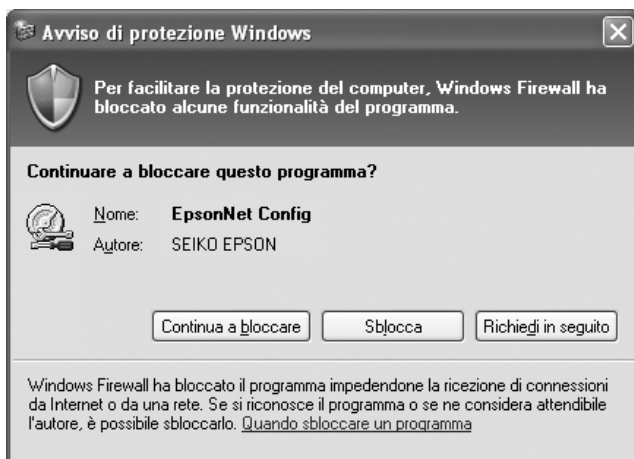 Avviso di protezione Windows
Per facilitare la protezione del computer, Windows Firewall ha
bloccato alcune funzionalità del programma.
Continuare a bloccare questo programma?
Nome: EpsonNet Config
Autore: SEIKO EPSON
Continua a bloccare Sblocca Richiedi in seguito
Windows Firewall ha bloccato il programma impedendone la ricezione di connessioni
da Internet o da una rete. Se si riconosce il programma o se ne considera attendibile
l'autore, è possibile sbloccarlo. Quando sbloccare un programma